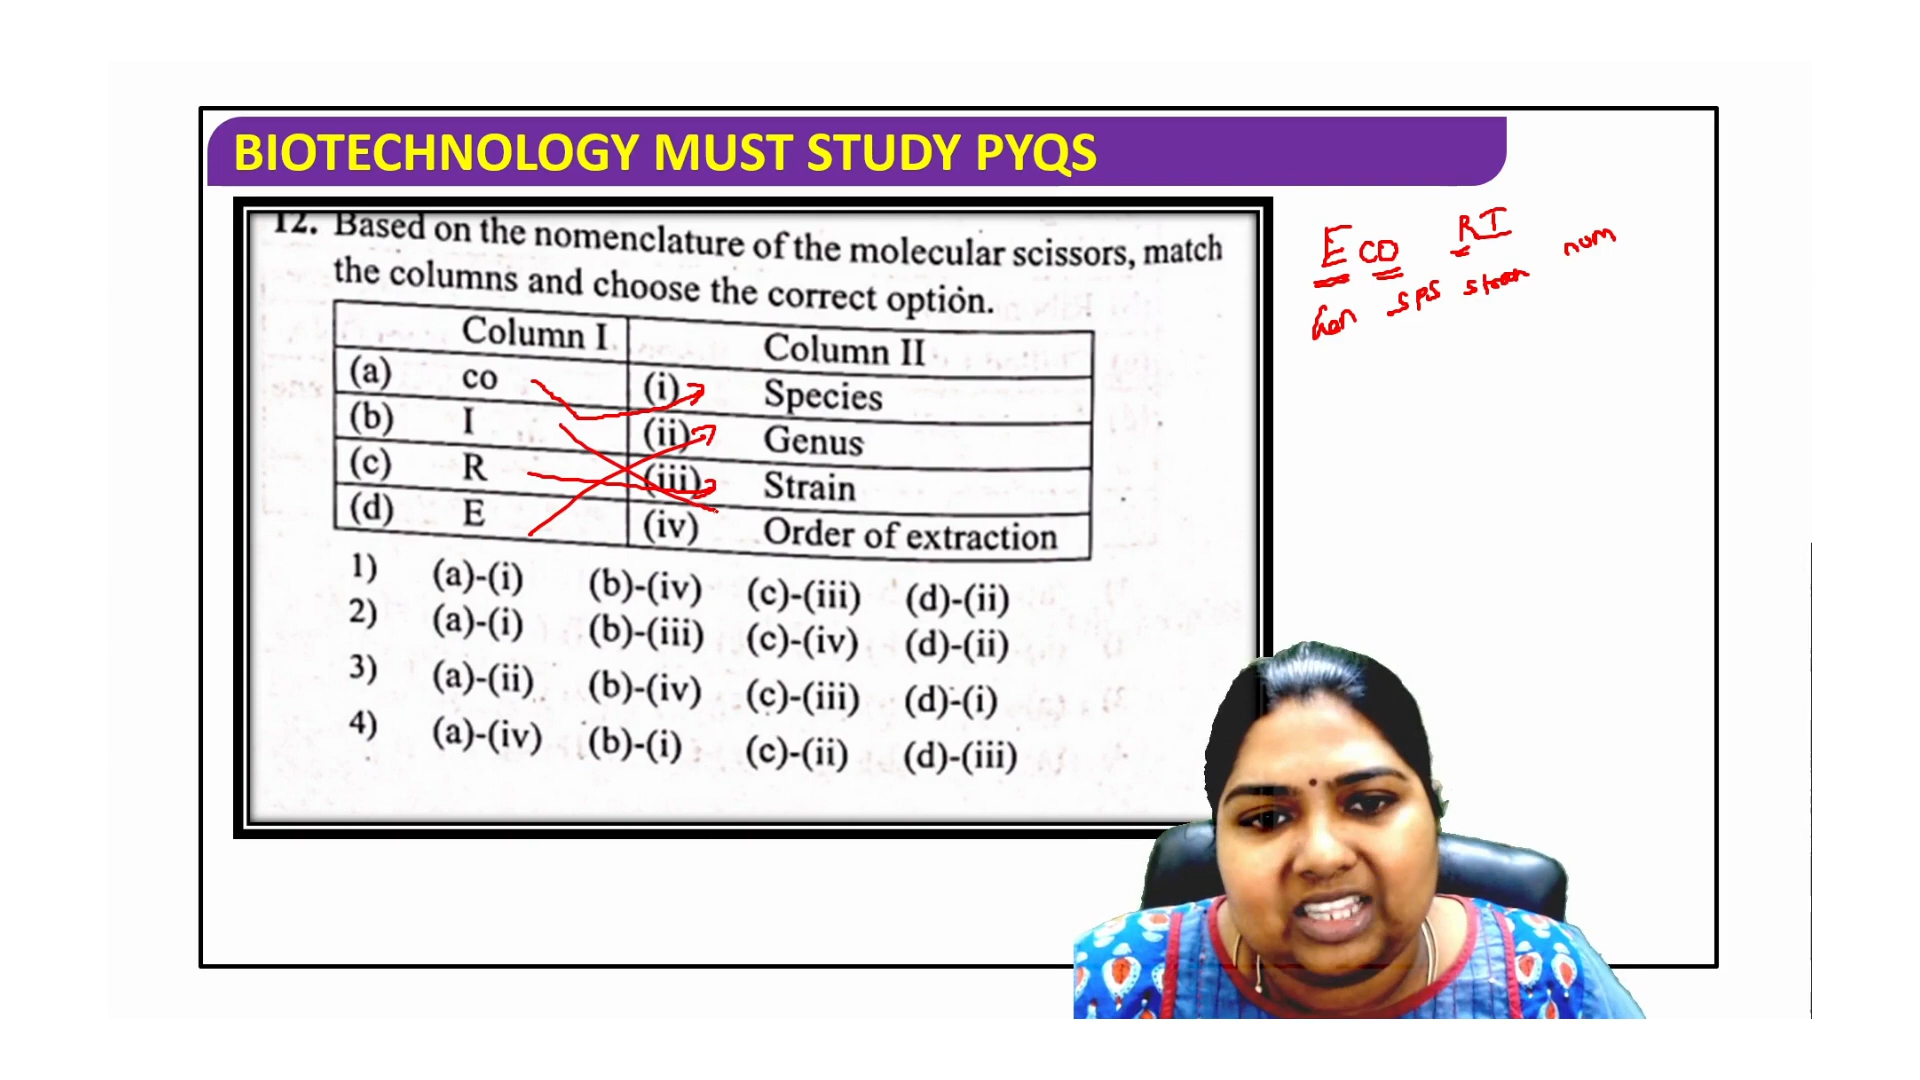 BIOTECHNOLOGY MUST STUDY PYQS
12. Based on the nomenclature of the molecular scissors, match
the columns and choose the correct option.
Column I Column II
(a) co (i) Species
(b) I (ii) Genus
(c) R (iii) Strain
(d) E (iv) Order of extraction
1) (a)-(i) (b)-(iv) (c)-(iii) (d)-(ii)
2) (a)-(i) (b)-(iii) (c)-(iv) (d)-(ii)
3) (a)-(ii) (b)-(iv) (c)-(iii) (d)-(i)
4) (a)-(iv) (b)-(i) (c)-(ii) (d)-(iii)
E co RI
Gen sps num